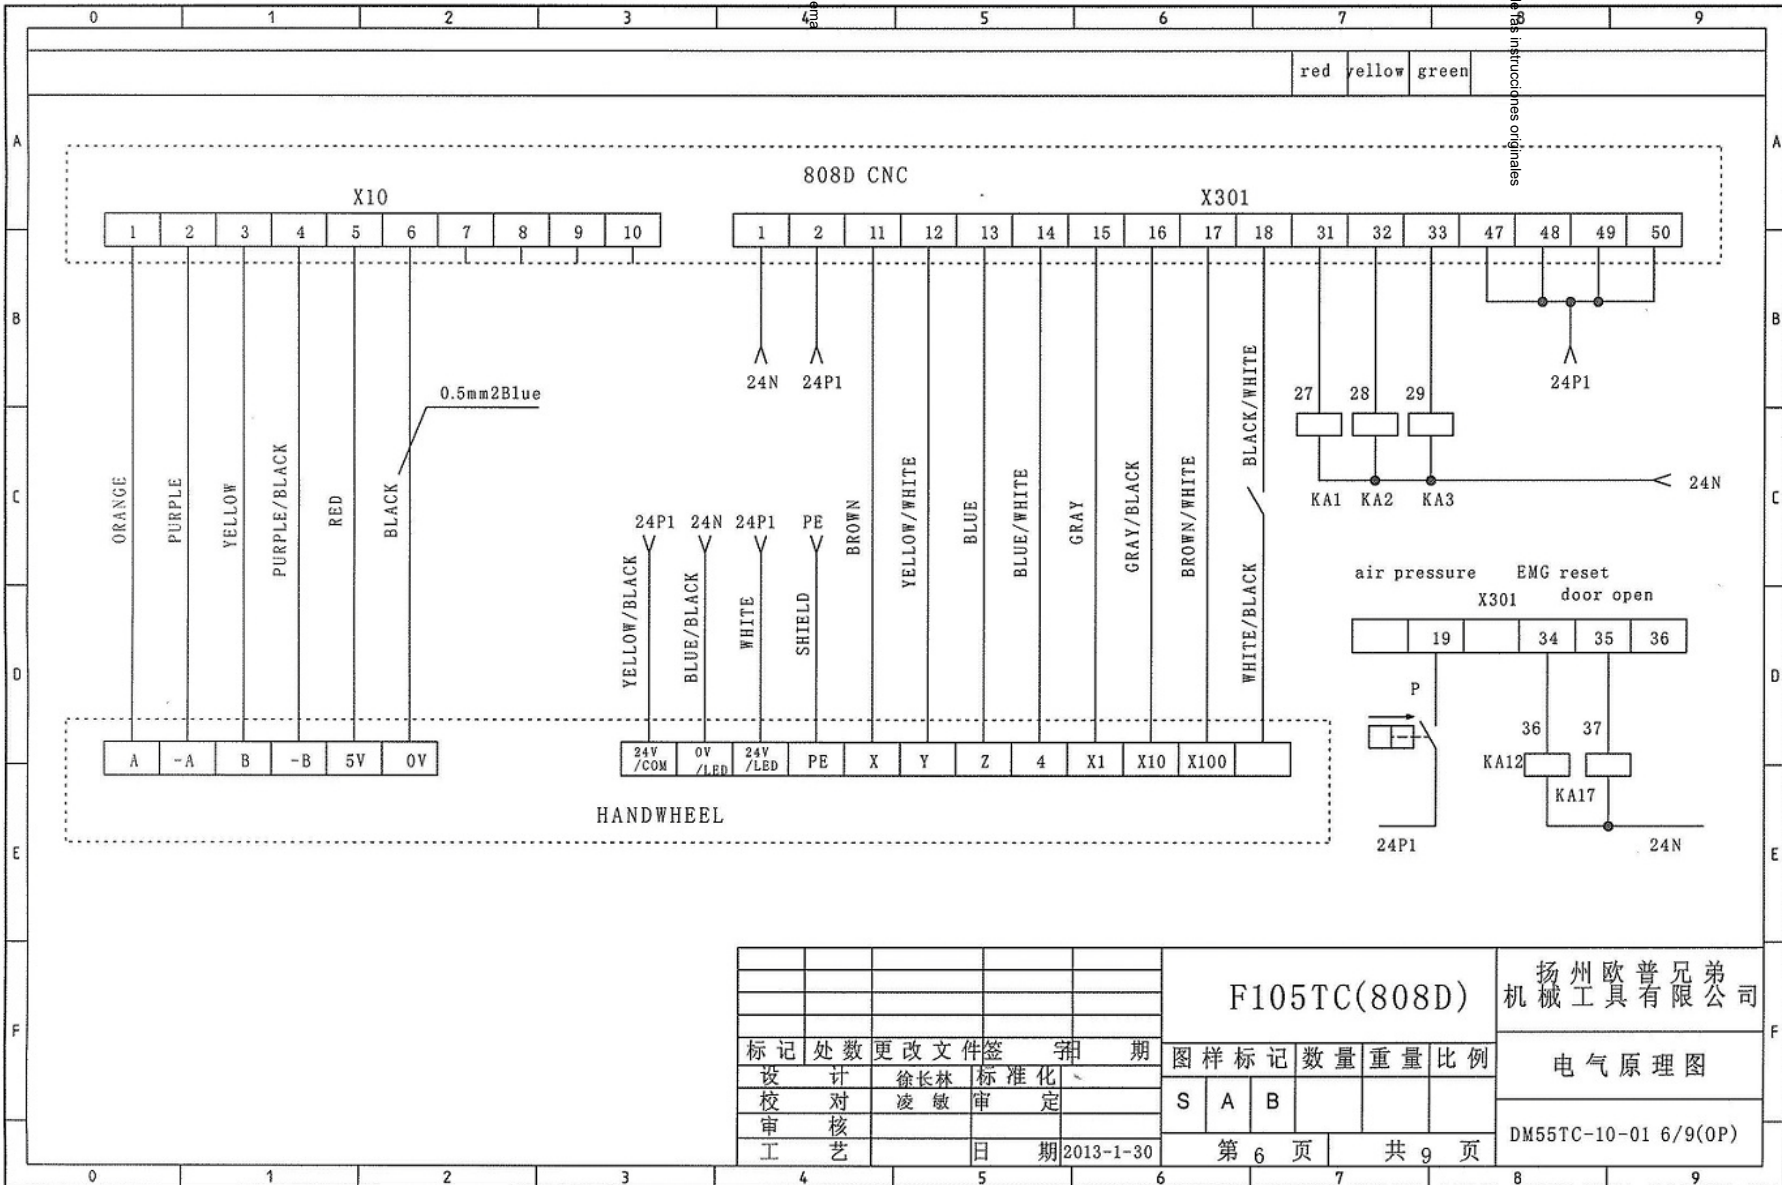 0 1 2 3 4 5 6 7 8 9
ema
de las instrucciones originales
red yellow green
A A
808D CNC
X10 X301
1 2 3 4 5 6 7 8 9 10
1 2 11 12 13 14 15 16 17 18 31 32 33 47 48 49 50
B B
24N 24P1 24P1
0.5mm2Blue
27 28 29
KA1 KA2 KA3
24N
C C
ORANGE
PURPLE
YELLOW
PURPLE/BLACK
RED
BLACK
24P1 24N 24P1 PE
YELLOW/BLACK
BLUE/BLACK
WHITE
SHIELD
BROWN
YELLOW/WHITE
BLUE
BLUE/WHITE
GRAY
GRAY/BLACK
BROWN/WHITE
BLACK/WHITE
WHITE/BLACK
air pressure EMG reset
X301 door open
19 34 35 36
D D
P
36 37
KA12
KA17
24P1 24N
A -A B -B 5V 0V
24V/COM 0V/LED 24V/LED PE X Y Z 4 X1 X10 X100
HANDWHEEL
E E
F F
标记 处数 更改文件 签字 日期
设计 徐长林 标准化
校对 凌敏 审定
审核
工艺 日期 2013-1-30
F105TC(808D)
图样标记 数量 重量 比例
S A B
第 6 页 共 9 页
扬州欧普兄弟
机械工具有限公司
电气原理图
DM55TC-10-01 6/9(OP)
0 1 2 3 4 5 6 7 8 9